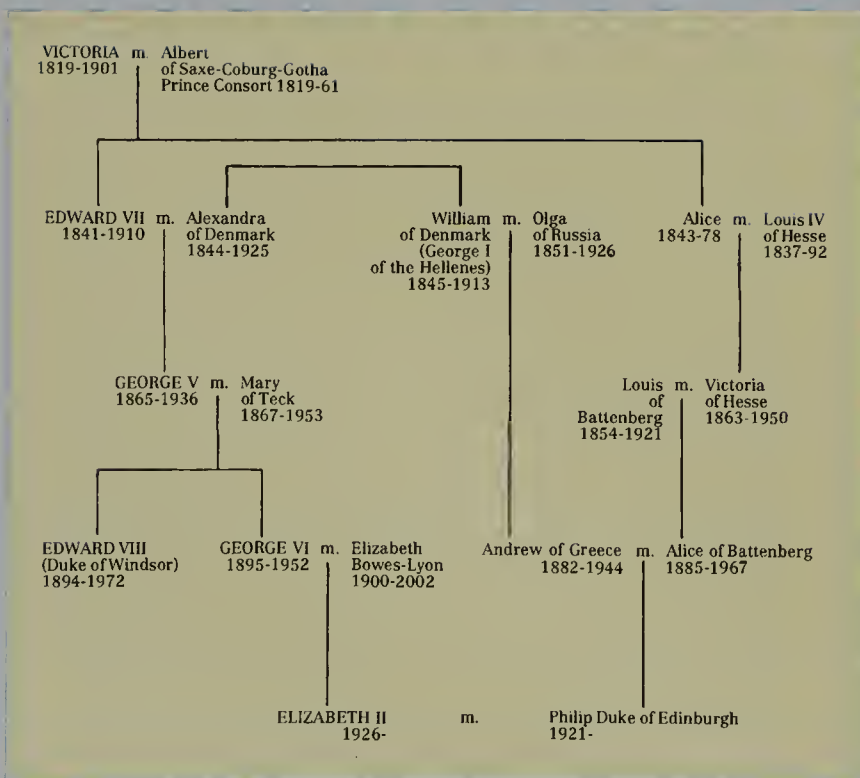 VICTORIA m. Albert
1819-1901 of Saxe-Coburg-Gotha
Prince Consort 1819-61
EDWARD VII m. Alexandra
1841-1910 of Denmark
1844-1925
William m. Olga
of Denmark of Russia
(George I 1851-1926
of the Hellenes)
1845-1913
Alice m. Louis IV
1843-78 of Hesse
1837-92
GEORGE V m. Mary
1865-1936 of Teck
1867-1953
Louis m. Victoria
of of Hesse
Battenberg 1863-1950
1854-1921
EDWARD VIII
(Duke of Windsor)
1894-1972
GEORGE VI m. Elizabeth
1895-1952 Bowes-Lyon
1900-2002
Andrew of Greece m. Alice of Battenberg
1882-1944 1885-1967
ELIZABETH II m. Philip Duke of Edinburgh
1926- 1921-